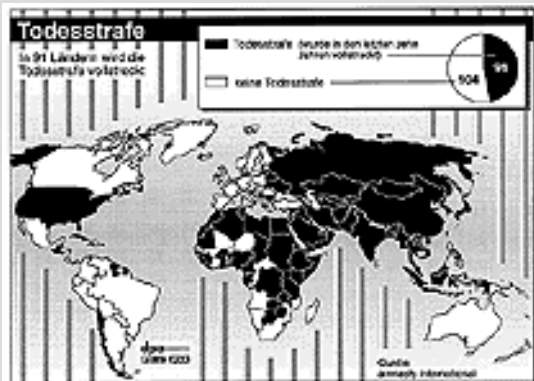 Todesstrafe
In 91 Ländern wird die
Todesstrafe vollstreckt
Todesstrafe (wurde in den letzten zehn
Jahren vollstreckt)
keine Todesstrafe
91
104
dpa
Quelle:
amnesty international